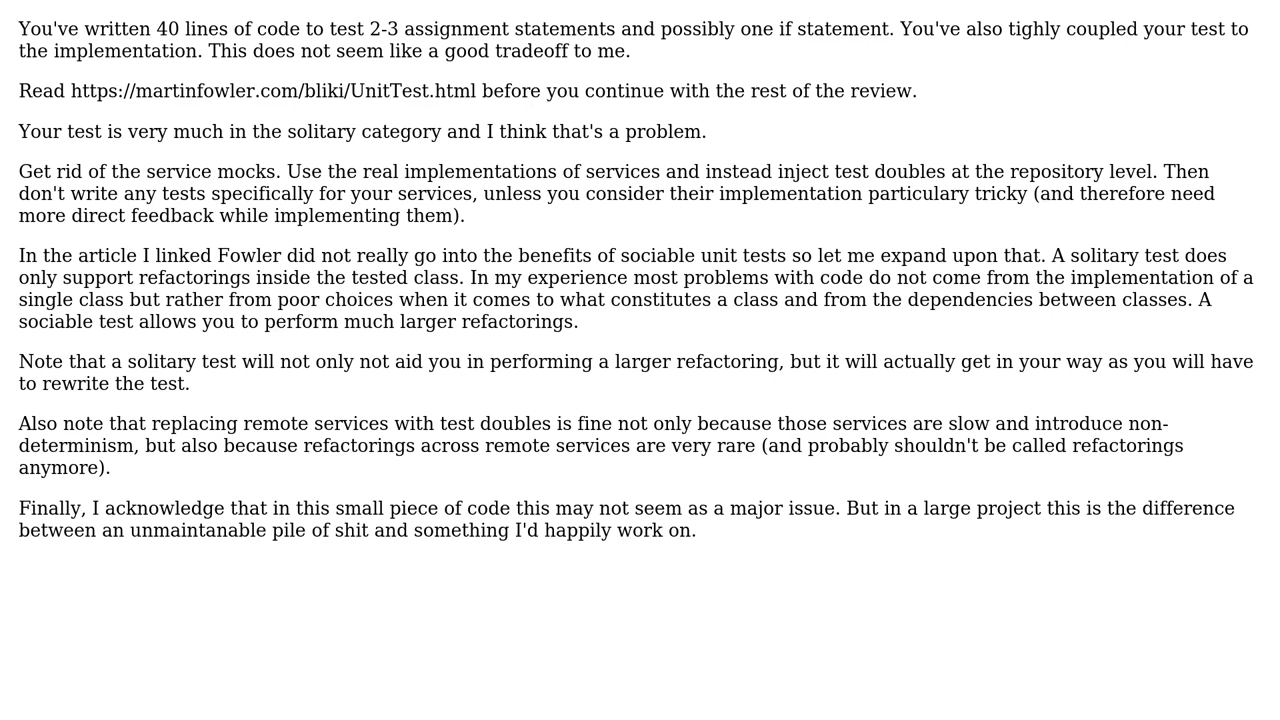 You've written 40 lines of code to test 2-3 assignment statements and possibly one if statement. You've also tighly coupled your test to
the implementation. This does not seem like a good tradeoff to me.
Read https://martinfowler.com/bliki/UnitTest.html before you continue with the rest of the review.
Your test is very much in the solitary category and I think that's a problem.
Get rid of the service mocks. Use the real implementations of services and instead inject test doubles at the repository level. Then
don't write any tests specifically for your services, unless you consider their implementation particulary tricky (and therefore need
more direct feedback while implementing them).
In the article I linked Fowler did not really go into the benefits of sociable unit tests so let me expand upon that. A solitary test does
only support refactorings inside the tested class. In my experience most problems with code do not come from the implementation of a
single class but rather from poor choices when it comes to what constitutes a class and from the dependencies between classes. A
sociable test allows you to perform much larger refactorings.
Note that a solitary test will not only not aid you in performing a larger refactoring, but it will actually get in your way as you will have
to rewrite the test.
Also note that replacing remote services with test doubles is fine not only because those services are slow and introduce non-
determinism, but also because refactorings across remote services are very rare (and probably shouldn't be called refactorings
anymore).
Finally, I acknowledge that in this small piece of code this may not seem as a major issue. But in a large project this is the difference
between an unmaintanable pile of shit and something I'd happily work on.